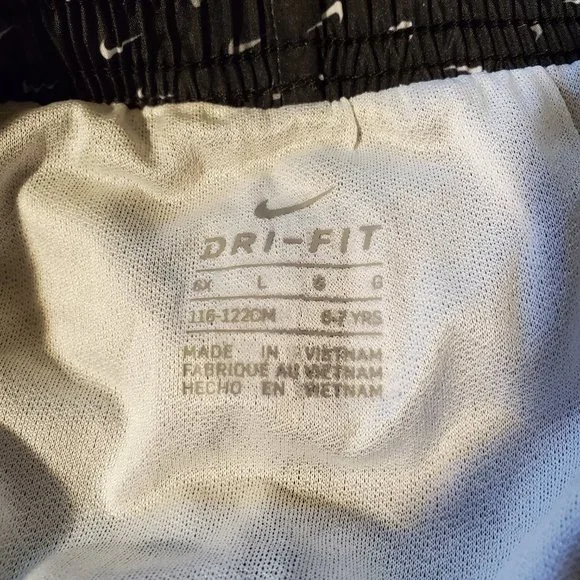 DRI-FIT
6X L G G
116-122CM 6-7 YRS
MADE IN VIETNAM
FABRIQUE AU VIETNAM
HECHO EN VIETNAM